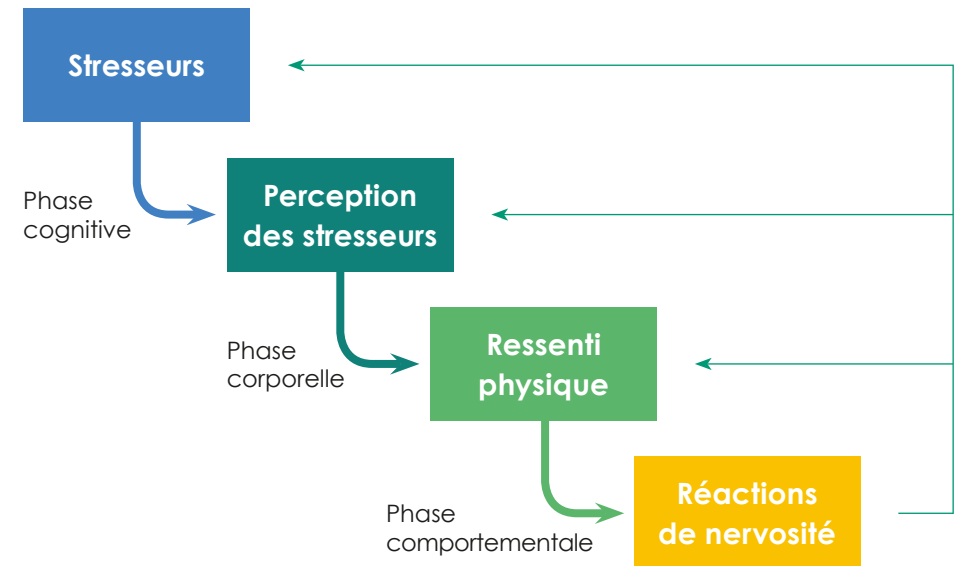 Stresseurs
Phase
cognitive
Perception
des stresseurs
Phase
corporelle
Ressenti
physique
Phase
comportementale
Réactions
de nervosité